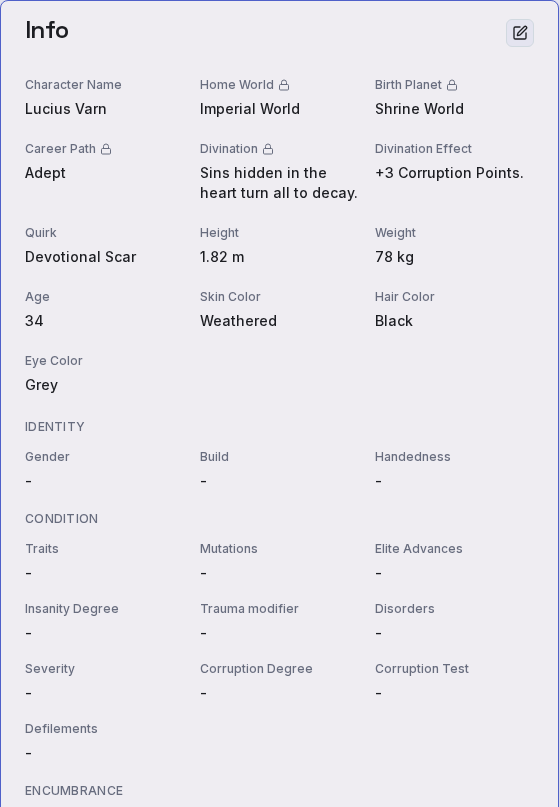 Info
Character Name Home World Birth Planet
Lucius Varn Imperial World Shrine World
Career Path Divination Divination Effect
Adept Sins hidden in the +3 Corruption Points.
heart turn all to decay.
Quirk Height Weight
Devotional Scar 1.82 m 78 kg
Age Skin Color Hair Color
34 Weathered Black
Eye Color
Grey
IDENTITY
Gender Build Handedness
- - -
CONDITION
Traits Mutations Elite Advances
- - -
Insanity Degree Trauma modifier Disorders
- - -
Severity Corruption Degree Corruption Test
- - -
Defilements
-
ENCUMBRANCE